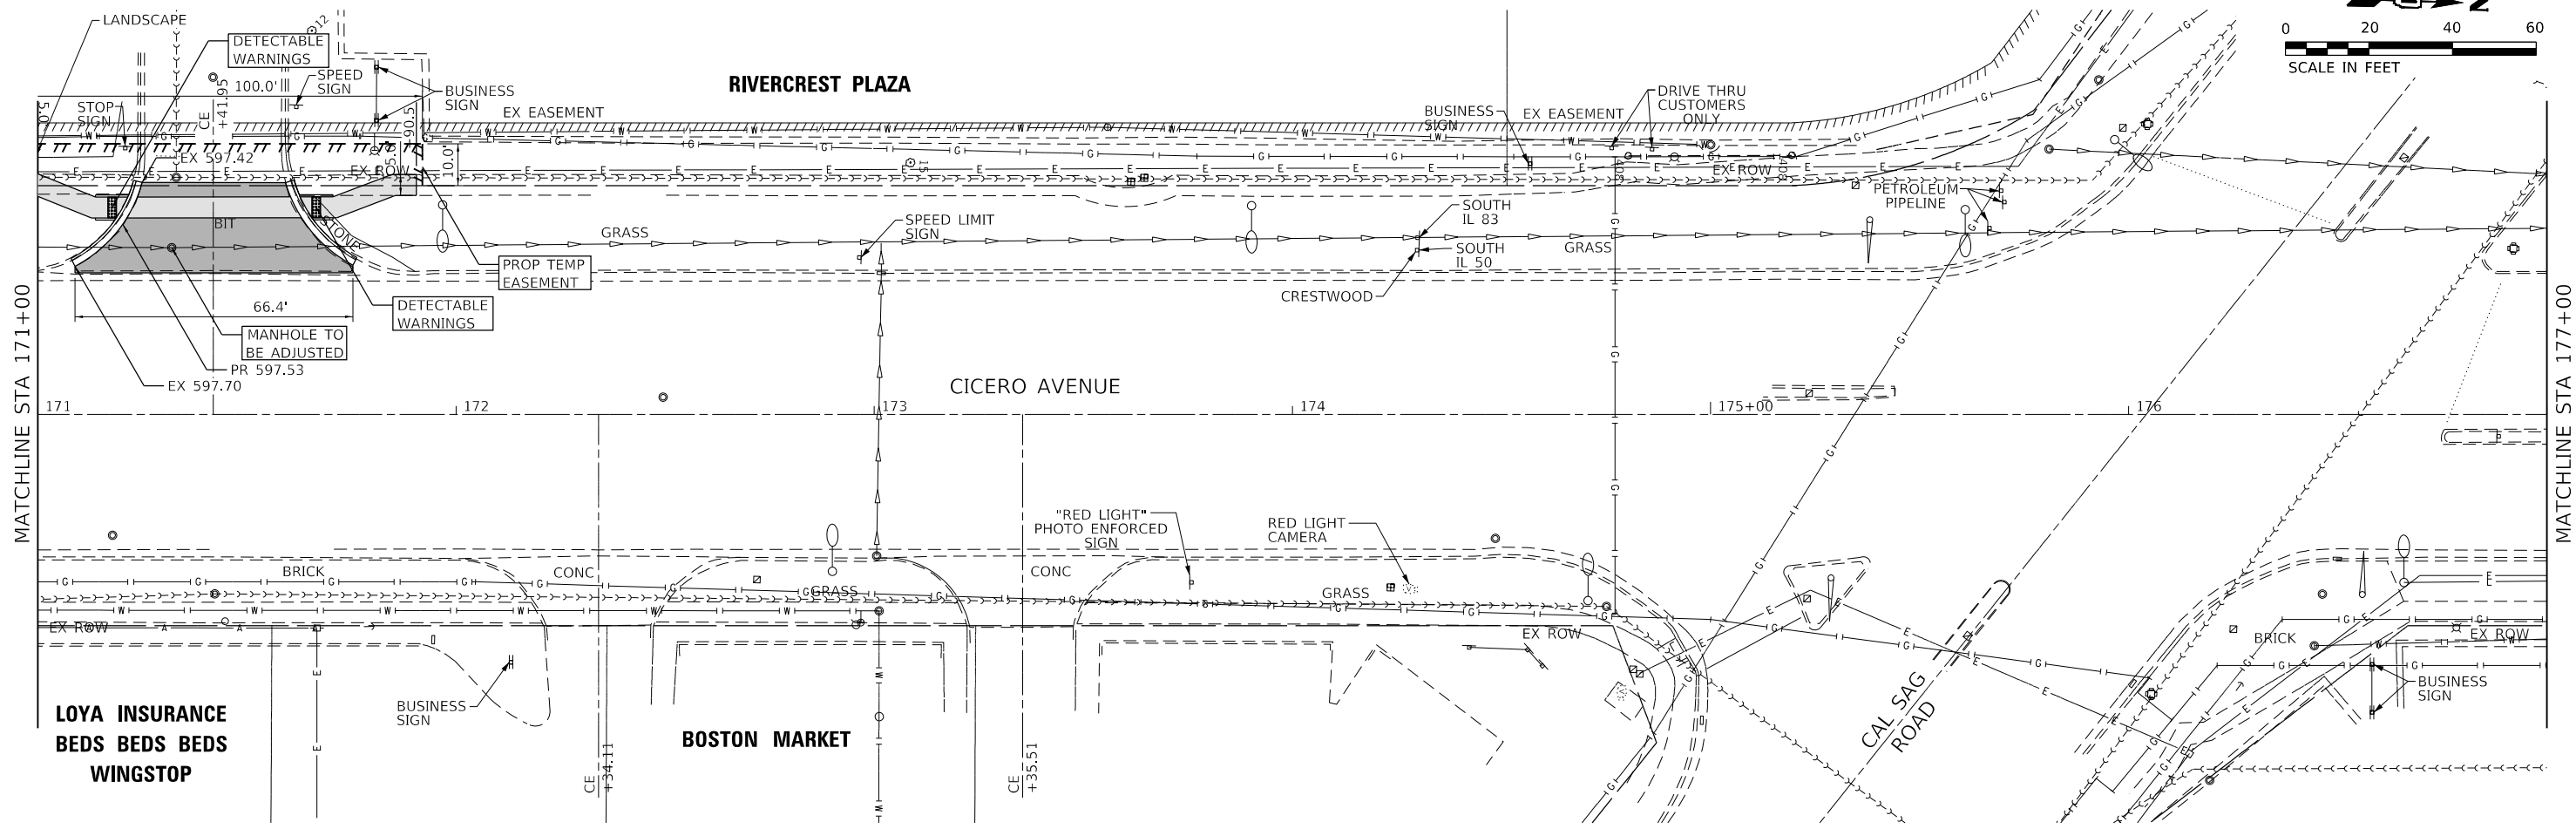 LANDSCAPE
12
DETECTABLE
WARNINGS
SPEED
SIGN
100.0'
BUSINESS
SIGN
RIVERCREST PLAZA
EX EASEMENT
BUSINESS
SIGN
EX EASEMENT
DRIVE THRU
CUSTOMERS
ONLY
0 20 40 60
SCALE IN FEET
Z
5.0'
STOP
SIGN
CE
+41.95
+90.5
10.0'
EX 597.42
EX ROW
15
EX ROW
408
408
PETROLEUM
PIPELINE
BIT
STONE
GRASS
SPEED LIMIT
SIGN
SOUTH
IL 83
SOUTH
IL 50
GRASS
CRESTWOOD
PROP TEMP
EASEMENT
66.4'
DETECTABLE
WARNINGS
MANHOLE TO
BE ADJUSTED
PR 597.53
EX 597.70
CICERO AVENUE
MATCHLINE STA 171+00
171
172
173
174
175+00
176
MATCHLINE STA 177+00
"RED LIGHT"
PHOTO ENFORCED
SIGN
RED LIGHT
CAMERA
BRICK
CONC
GRASS
CONC
GRASS
EX ROW
EX ROW
BRICK
EX ROW
BUSINESS
SIGN
BUSINESS
SIGN
LOYA INSURANCE
BEDS BEDS BEDS
WINGSTOP
BOSTON MARKET
CE
+34.11
CE
+35.51
CAL SAG
ROAD